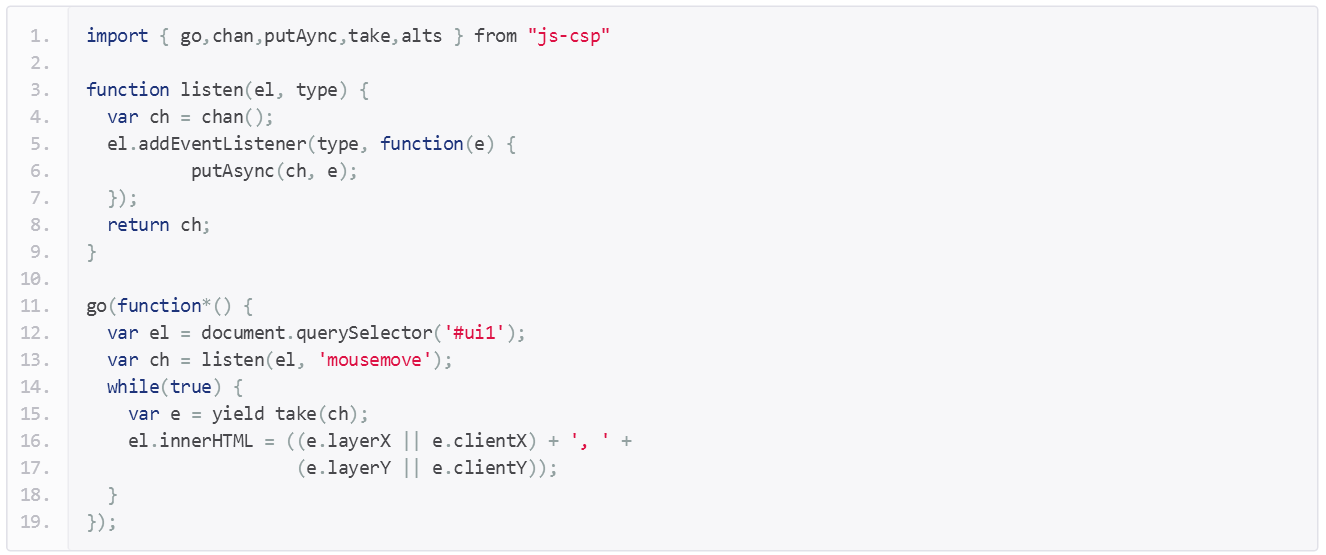 1. import { go,chan,putAync,take,alts } from "js-csp"
2.
3. function listen(el, type) {
4.   var ch = chan();
5.   el.addEventListener(type, function(e) {
6.           putAsync(ch, e);
7.   });
8.   return ch;
9. }
10.
11. go(function*() {
12.   var el = document.querySelector('#ui1');
13.   var ch = listen(el, 'mousemove');
14.   while(true) {
15.     var e = yield take(ch);
16.     el.innerHTML = ((e.layerX || e.clientX) + ', ' +
17.                     (e.layerY || e.clientY));
18.   }
19. });